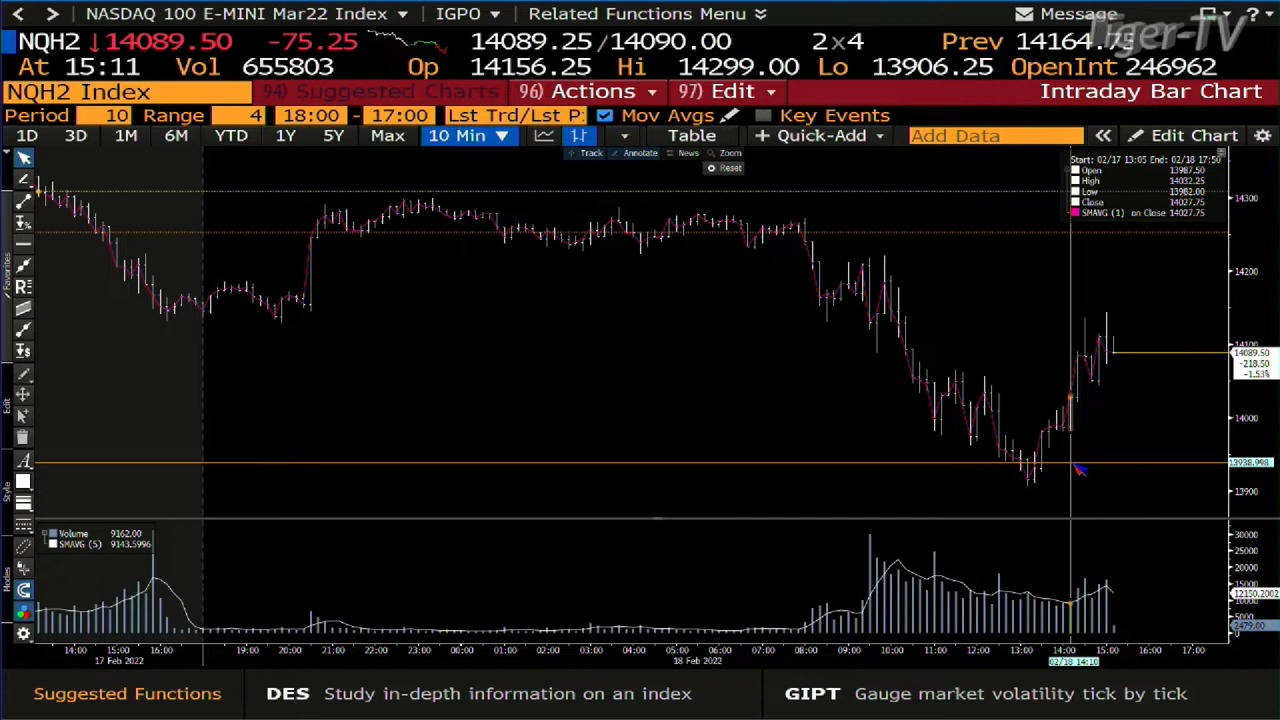 NASDAQ 100 E-MINI Mar22 Index IGPO Related Functions Menu Message ?
Tiger-TV
NQH2 ↓14089.50 -75.25 14089.25/14090.00 2x4 Prev 14164.75
At 15:11 Vol 655803 Op 14156.25 Hi 14299.00 Lo 13906.25 OpenInt 246962
NQH2 Index 94) Suggested Charts 96) Actions 97) Edit Intraday Bar Chart
Period 10 Range 4 18:00 - 17:00 Lst Trd/Lst P: Mov Avgs Key Events
1D 3D 1M 6M YTD 1Y 5Y Max 10 Min Table + Quick-Add Add Data « Edit Chart
Track Annotate News Zoom
Reset
Start: 02/17 13:05 End: 02/18 17:50
Open 13987.50
High 14032.25
Low 13982.00
Close 14027.75
SMAVG (1) on Close 14027.75
Favorites
Edit
Style
Modes
14300
14200
14100
14089.50
-218.50
-1.53%
14000
13938.998
13900
Volume 9162.00
SMAVG (5) 9143.5996
30000
25000
20000
15000
12150.2002
10000
5000
2479.00
0
14:00 15:00 16:00 19:00 20:00 21:00 22:00 23:00 00:00 01:00 02:00 03:00 04:00 05:00 06:00 07:00 08:00 09:00 10:00 11:00 12:00 13:00 14:00 15:00 16:00 17:00
17 Feb 2022 18 Feb 2022 02/18 14:10
Suggested Functions DES Study in-depth information on an index GIPT Gauge market volatility tick by tick